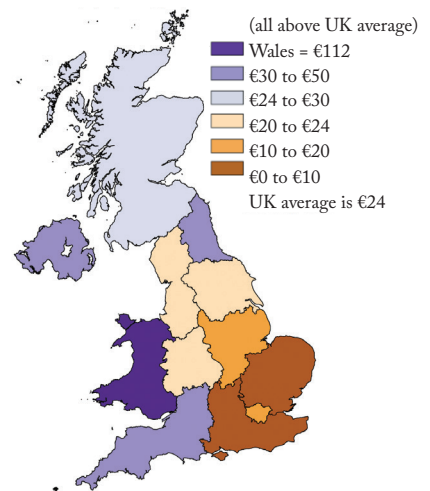 (all above UK average)
Wales = €112
€30 to €50
€24 to €30
€20 to €24
€10 to €20
€0 to €10
UK average is €24